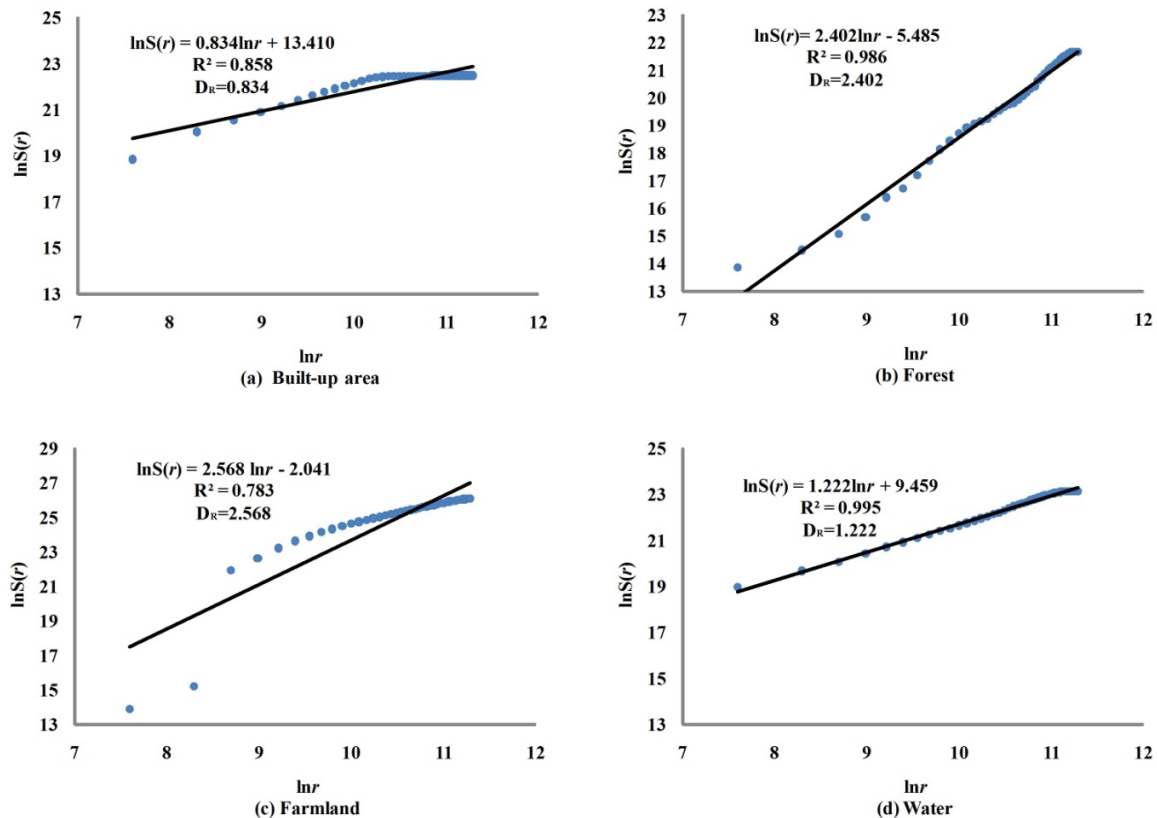 lnS(r) = 0.834lnr + 13.410
R² = 0.858
D_R=0.834
25
23
21
19
17
15
13
7 8 9 10 11 12
lnS(r)
lnr
(a) Built-up area
lnS(r)= 2.402lnr - 5.485
R² = 0.986
D_R=2.402
23
22
21
20
19
18
17
16
15
14
13
7 8 9 10 11 12
lnS(r)
lnr
(b) Forest
lnS(r) = 2.568 lnr - 2.041
R² = 0.783
D_R=2.568
29
27
25
23
21
19
17
15
13
7 8 9 10 11 12
lnS(r)
lnr
(c) Farmland
lnS(r) = 1.222lnr + 9.459
R² = 0.995
D_R=1.222
25
23
21
19
17
15
13
7 8 9 10 11 12
lnS(r)
lnr
(d) Water